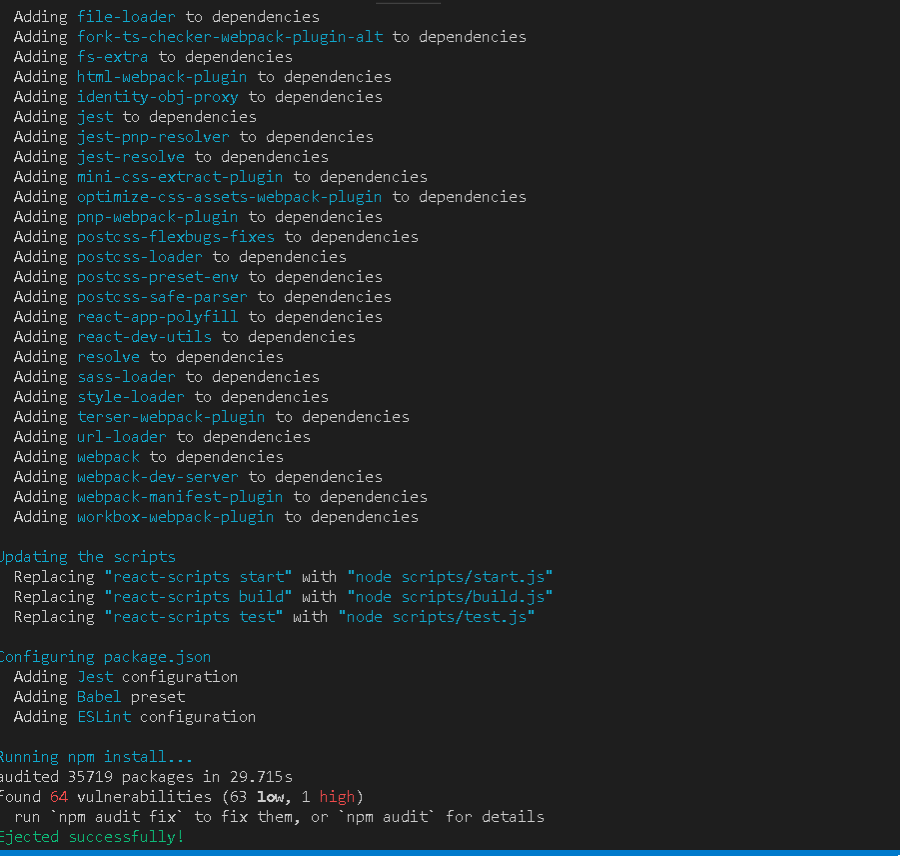 Adding file-loader to dependencies
Adding fork-ts-checker-webpack-plugin-alt to dependencies
Adding fs-extra to dependencies
Adding html-webpack-plugin to dependencies
Adding identity-obj-proxy to dependencies
Adding jest to dependencies
Adding jest-pnp-resolver to dependencies
Adding jest-resolve to dependencies
Adding mini-css-extract-plugin to dependencies
Adding optimize-css-assets-webpack-plugin to dependencies
Adding pnp-webpack-plugin to dependencies
Adding postcss-flexbugs-fixes to dependencies
Adding postcss-loader to dependencies
Adding postcss-preset-env to dependencies
Adding postcss-safe-parser to dependencies
Adding react-app-polyfill to dependencies
Adding react-dev-utils to dependencies
Adding resolve to dependencies
Adding sass-loader to dependencies
Adding style-loader to dependencies
Adding terser-webpack-plugin to dependencies
Adding url-loader to dependencies
Adding webpack to dependencies
Adding webpack-dev-server to dependencies
Adding webpack-manifest-plugin to dependencies
Adding workbox-webpack-plugin to dependencies
Updating the scripts
Replacing "react-scripts start" with "node scripts/start.js"
Replacing "react-scripts build" with "node scripts/build.js"
Replacing "react-scripts test" with "node scripts/test.js"
Configuring package.json
Adding Jest configuration
Adding Babel preset
Adding ESLint configuration
Running npm install...
audited 35719 packages in 29.715s
found 64 vulnerabilities (63 low, 1 high)
run `npm audit fix` to fix them, or `npm audit` for details
Ejected successfully!